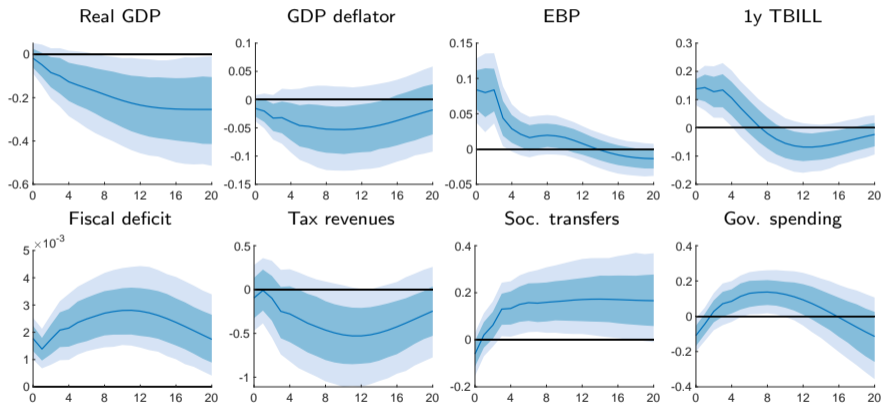 Real GDP GDP deflator EBP 1y TBILL
0 -0.2 -0.4 -0.6
0 4 8 12 16 20
0.1 0.05 0 -0.05 -0.1 -0.15
0 4 8 12 16 20
0.15 0.1 0.05 0 -0.05
0 4 8 12 16 20
0.3 0.2 0.1 0 -0.1 -0.2
0 4 8 12 16 20
Fiscal deficit Tax revenues Soc. transfers Gov. spending
×10-3
5 4 3 2 1 0
0 4 8 12 16 20
0.5 0 -0.5 -1
0 4 8 12 16 20
0.4 0.2 0 -0.2
0 4 8 12 16 20
0.4 0.2 0 -0.2 -0.4
0 4 8 12 16 20